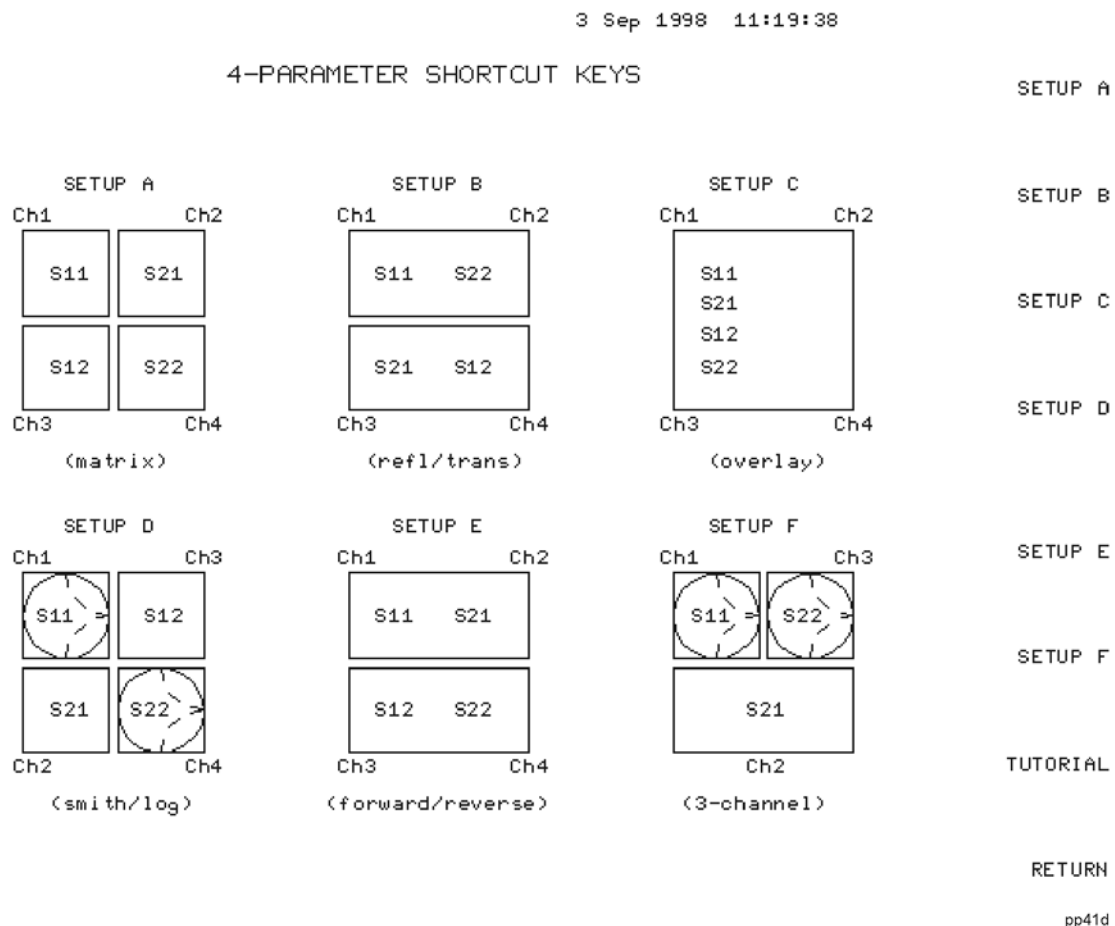 3 Sep 1998 11:19:38
4-PARAMETER SHORTCUT KEYS
SETUP A
SETUP B
SETUP C
Ch1 Ch2
Ch1 Ch2
Ch1 Ch2
S11 S21
S12 S22
S11 S22
S21 S12
S11
S21
S12
S22
Ch3 Ch4
Ch3 Ch4
Ch3 Ch4
(matrix)
(refl/trans)
(overlay)
SETUP D
SETUP E
SETUP F
Ch1 Ch3
Ch1 Ch2
Ch1 Ch3
S11 S12
S21 S22
S11 S21
S12 S22
S11 S22
S21
Ch2 Ch4
Ch3 Ch4
Ch2
(smith/log)
(forward/reverse)
(3-channel)
SETUP A
SETUP B
SETUP C
SETUP D
SETUP E
SETUP F
TUTORIAL
RETURN
pp41d